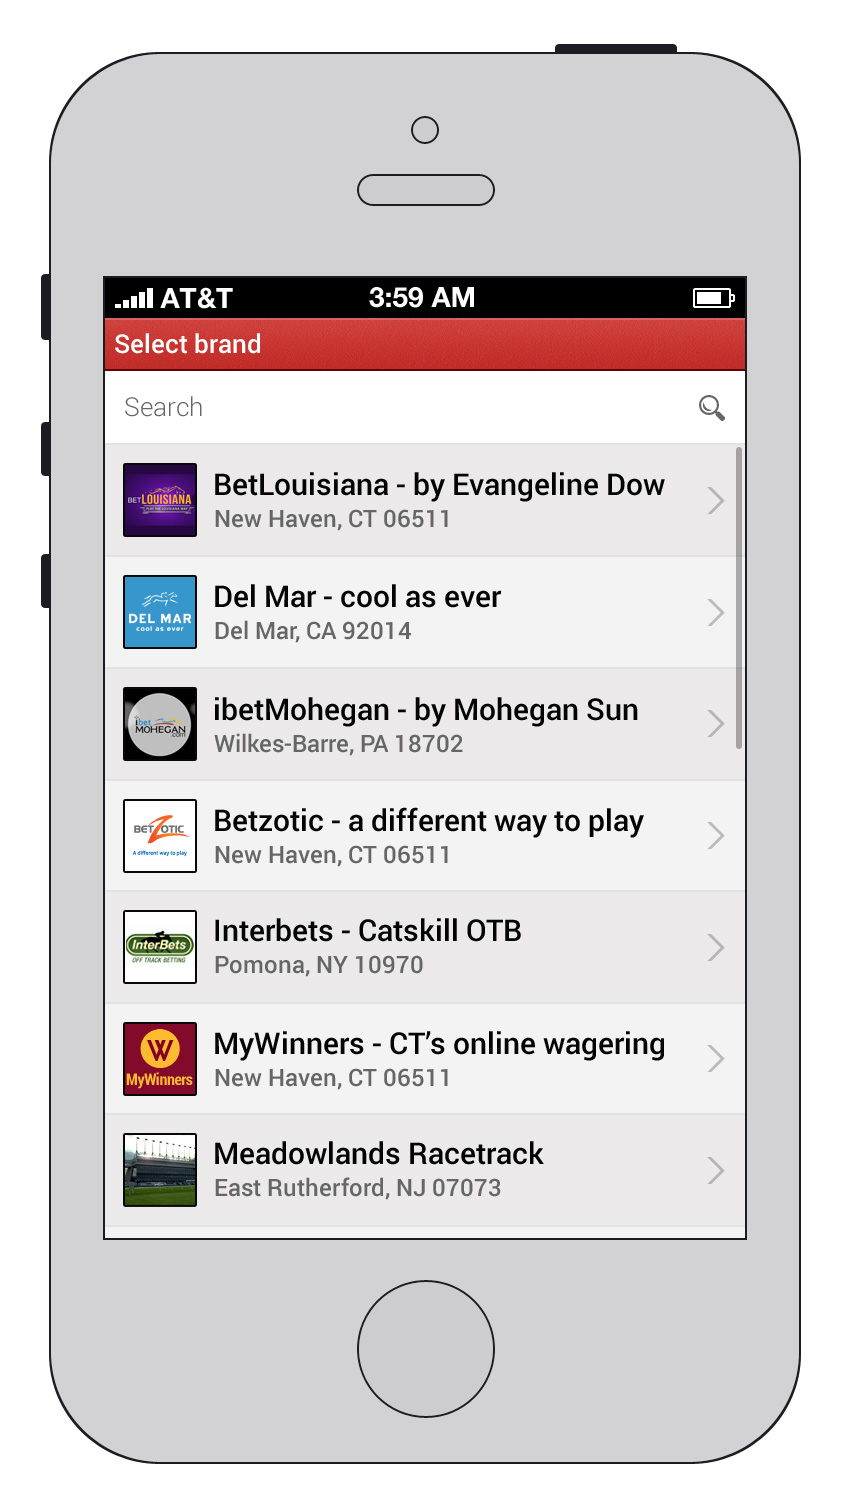 AT&T 3:59 AM
Select brand
Search
BETLOUISIANA
PLAY THE LOUISIANA WAY
BetLouisiana - by Evangeline Dow
New Haven, CT 06511
DEL MAR
cool as ever
Del Mar - cool as ever
Del Mar, CA 92014
ibet
MOHEGAN
.com
ibetMohegan - by Mohegan Sun
Wilkes-Barre, PA 18702
BETZOTIC
A different way to play
Betzotic - a different way to play
New Haven, CT 06511
InterBets
OFF TRACK BETTING
Interbets - Catskill OTB
Pomona, NY 10970
W
MyWinners
MyWinners - CT’s online wagering
New Haven, CT 06511
Meadowlands Racetrack
East Rutherford, NJ 07073